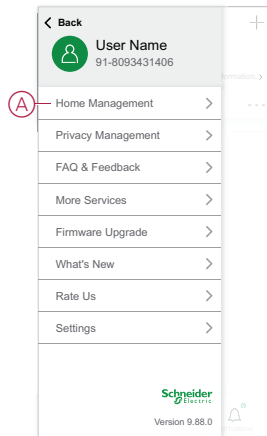 Back
User Name
91-8093431406
A
Home Management
Privacy Management
FAQ & Feedback
More Services
Firmware Upgrade
What's New
Rate Us
Settings
Schneider
Electric
Version 9.88.0